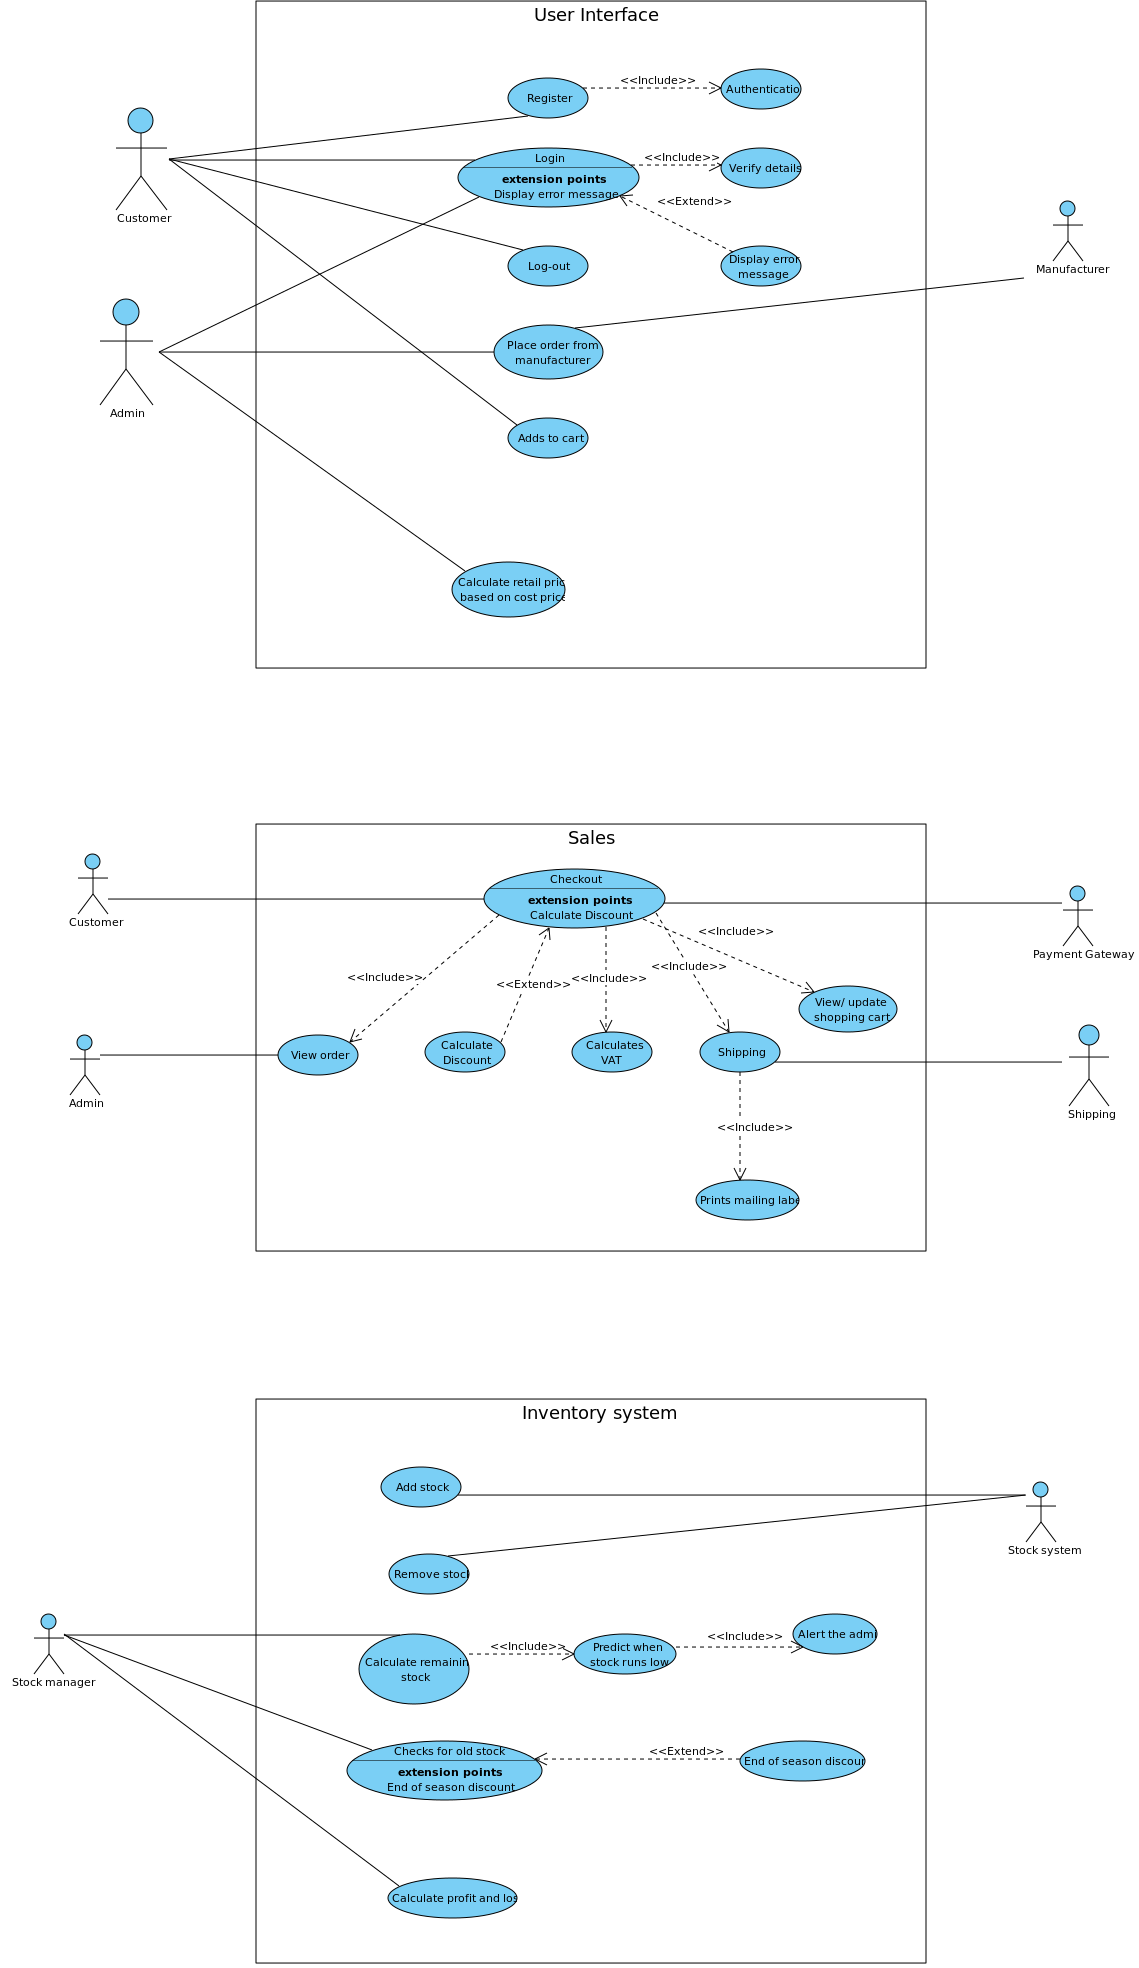 User Interface
Register
<<Include>>
Authenticatio
Customer
Login
extension points
Display error message
<<Include>>
Verify details
<<Extend>>
Log-out
Display error
message
Manufacturer
Admin
Place order from
manufacturer
Adds to cart
Calculate retail pric
based on cost price
Sales
Customer
Checkout
extension points
Calculate Discount
Payment Gateway
<<Include>>
<<Include>>
<<Include>>
<<Extend>>
<<Include>>
View/ update
shopping cart
Admin
View order
Calculate
Discount
Calculates
VAT
Shipping
Shipping
<<Include>>
Prints mailing labe
Inventory system
Add stock
Stock system
Remove stock
Stock manager
Calculate remainin
stock
<<Include>>
Predict when
stock runs low
<<Include>>
Alert the admi
Checks for old stock
extension points
End of season discount
<<Extend>>
End of season discour
Calculate profit and los